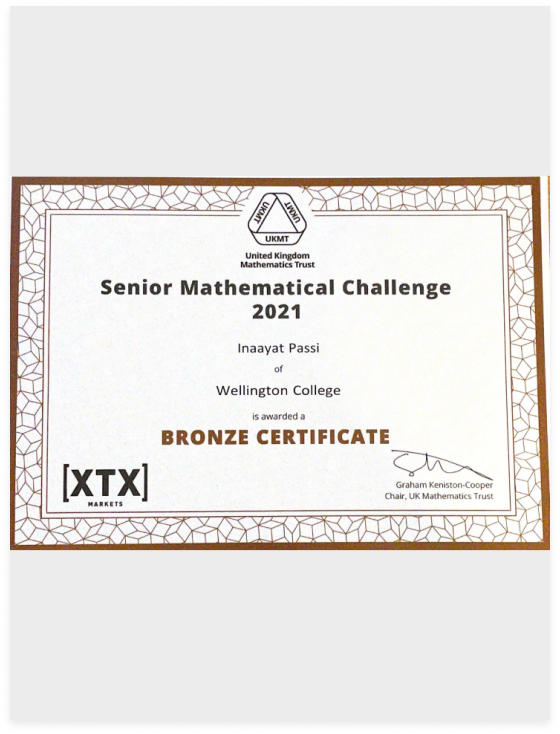 UKMT
UKMT
UKMT
United Kingdom
Mathematics Trust
Senior Mathematical Challenge
2021
Inaayat Passi
of
Wellington College
is awarded a
BRONZE CERTIFICATE
[XTX]
MARKETS
Graham Keniston-Cooper
Chair, UK Mathematics Trust